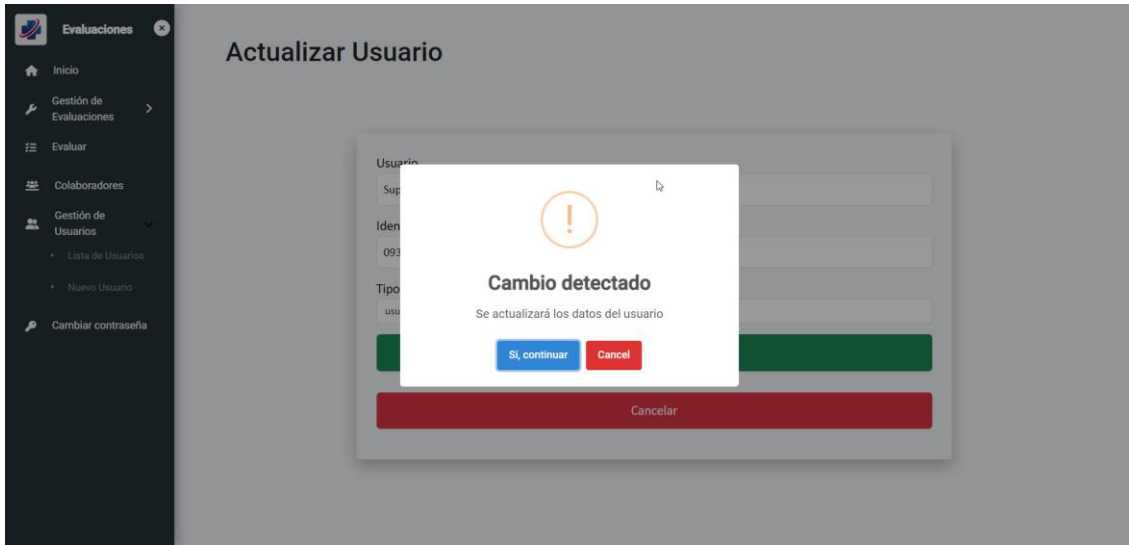 Evaluaciones
Inicio
Gestión de
Evaluaciones
Evaluar
Colaboradores
Gestión de
Usuarios
Lista de Usuarios
Nuevo Usuario
Cambiar contraseña
Actualizar Usuario
Usuario
Sup
Iden
093
Tipo
usu
Cambio detectado
Se actualizará los datos del usuario
Si, continuar
Cancel
Cancelar